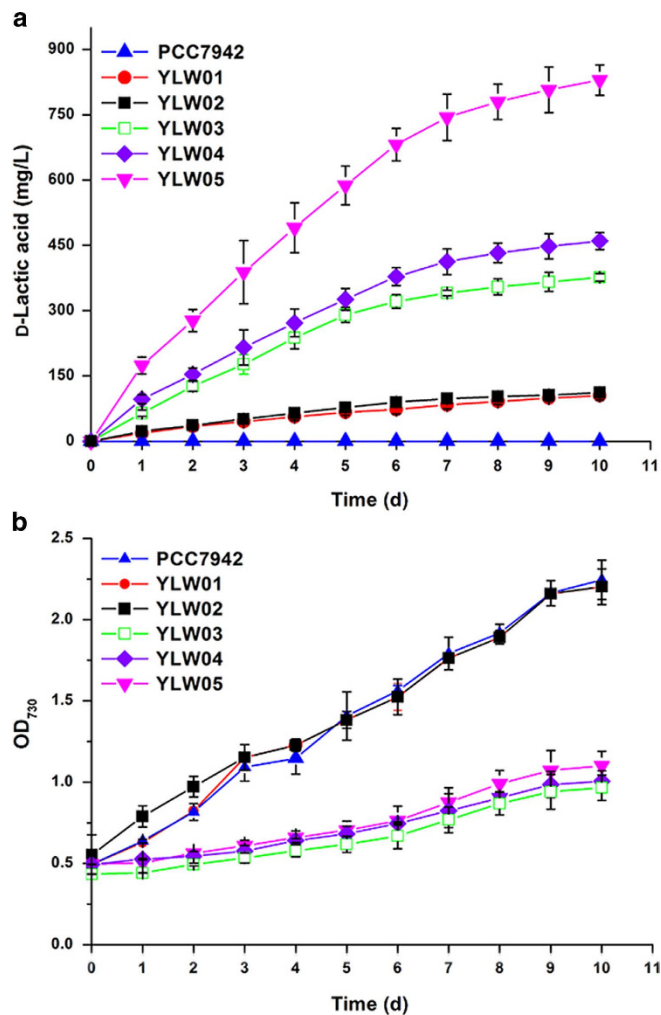 a
900
750
600
450
300
150
0
D-Lactic acid (mg/L)
PCC7942
YLW01
YLW02
YLW03
YLW04
YLW05
0 1 2 3 4 5 6 7 8 9 10 11
Time (d)
b
2.5
2.0
1.5
1.0
0.5
0.0
OD730
PCC7942
YLW01
YLW02
YLW03
YLW04
YLW05
0 1 2 3 4 5 6 7 8 9 10 11
Time (d)